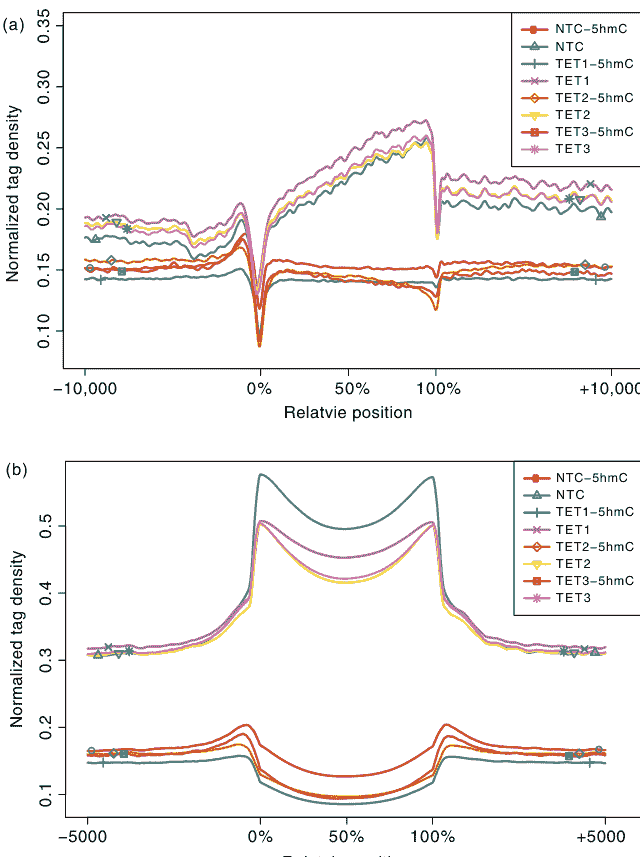 (a)
Normalized tag density
0.35
0.30
0.25
0.20
0.15
0.10
NTC-5hmC
NTC
TET1-5hmC
TET1
TET2-5hmC
TET2
TET3-5hmC
TET3
−10,000 0% 50% 100% +10,000
Relatvie position
(b)
Normalized tag density
0.5
0.4
0.3
0.2
0.1
NTC-5hmC
NTC
TET1-5hmC
TET1
TET2-5hmC
TET2
TET3-5hmC
TET3
−5000 0% 50% 100% +5000